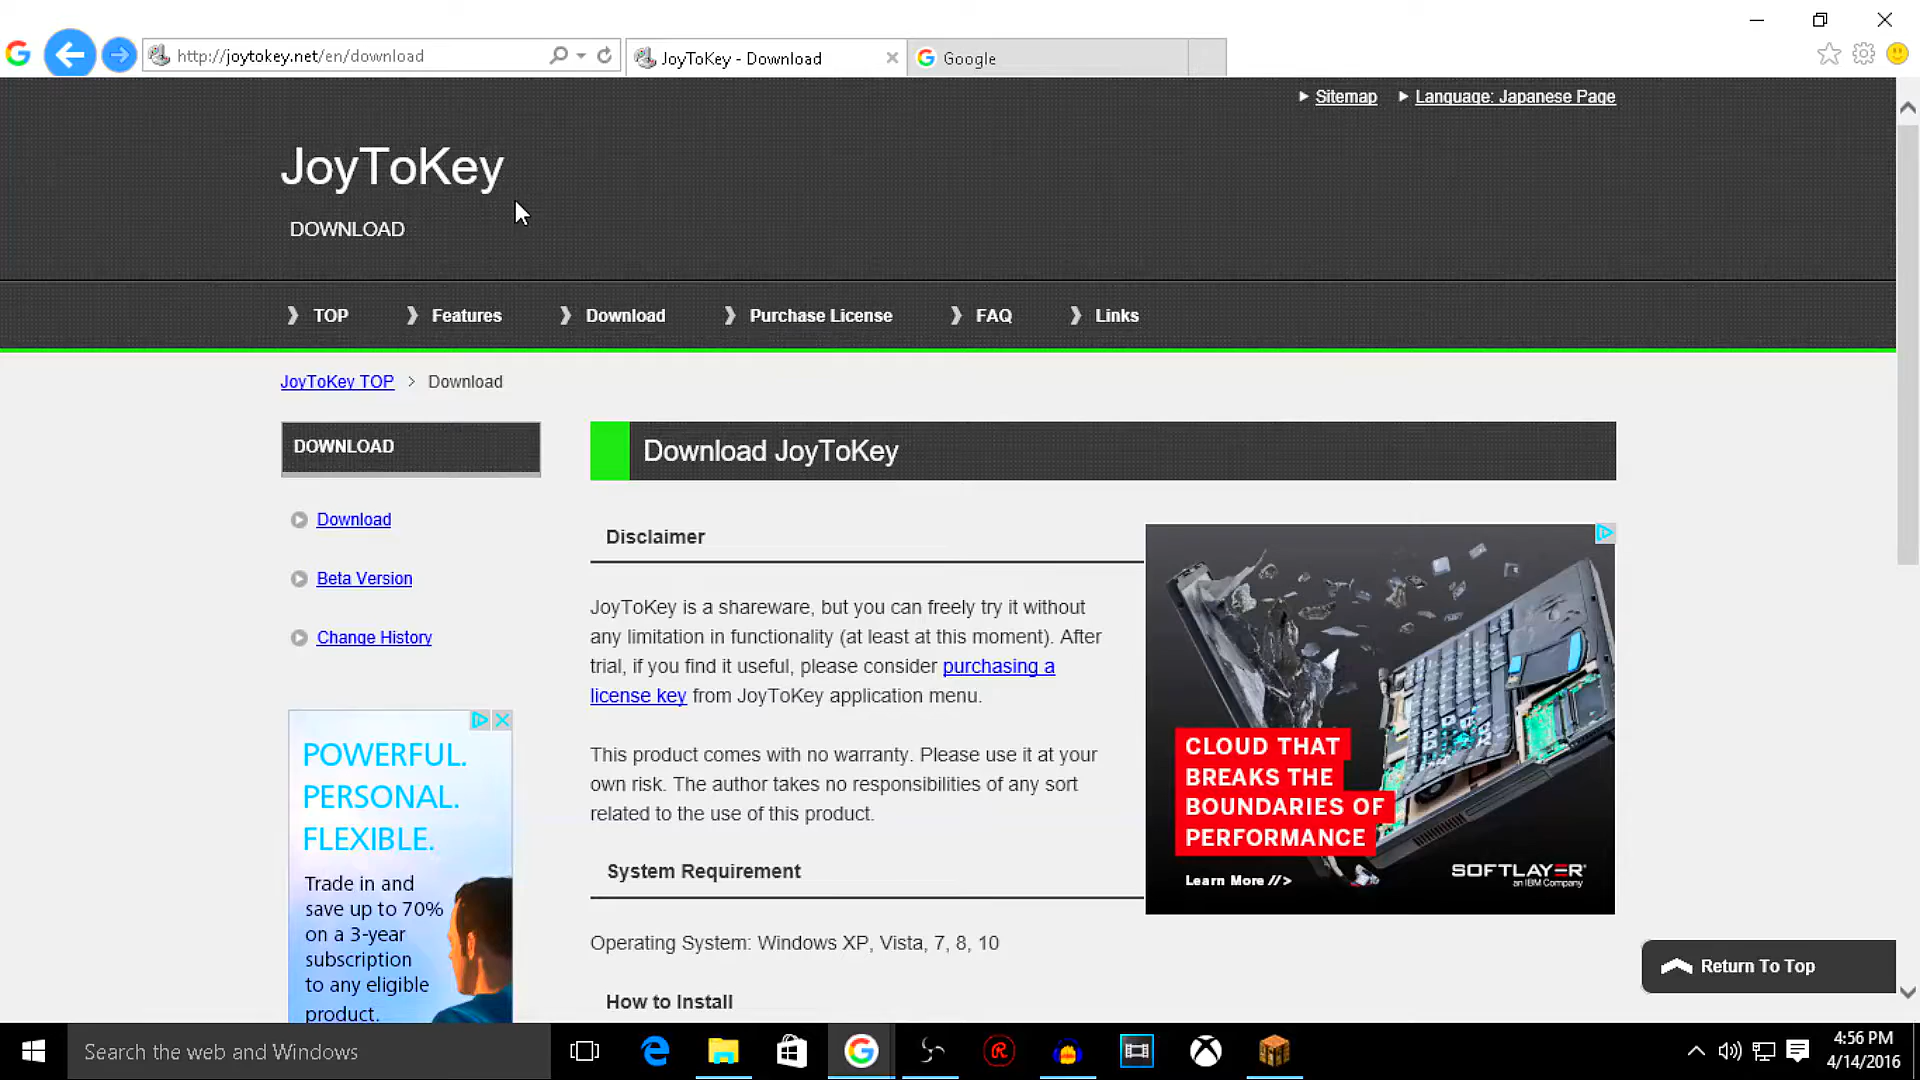 http://joytokey.net/en/download
JoyToKey - Download
Google
Sitemap
Language: Japanese Page
JoyToKey
DOWNLOAD
TOP
Features
Download
Purchase License
FAQ
Links
JoyToKey TOP > Download
DOWNLOAD
Download
Beta Version
Change History
POWERFUL.
PERSONAL.
FLEXIBLE.
Trade in and
save up to 70%
on a 3-year
subscription
to any eligible
product.
Download JoyToKey
Disclaimer
JoyToKey is a shareware, but you can freely try it without
any limitation in functionality (at least at this moment). After
trial, if you find it useful, please consider purchasing a
license key from JoyToKey application menu.
This product comes with no warranty. Please use it at your
own risk. The author takes no responsibilities of any sort
related to the use of this product.
System Requirement
Operating System: Windows XP, Vista, 7, 8, 10
How to Install
CLOUD THAT
BREAKS THE
BOUNDARIES OF
PERFORMANCE
Learn More //>
SOFTLAYER
an IBM Company
Return To Top
Search the web and Windows
4:56 PM
4/14/2016